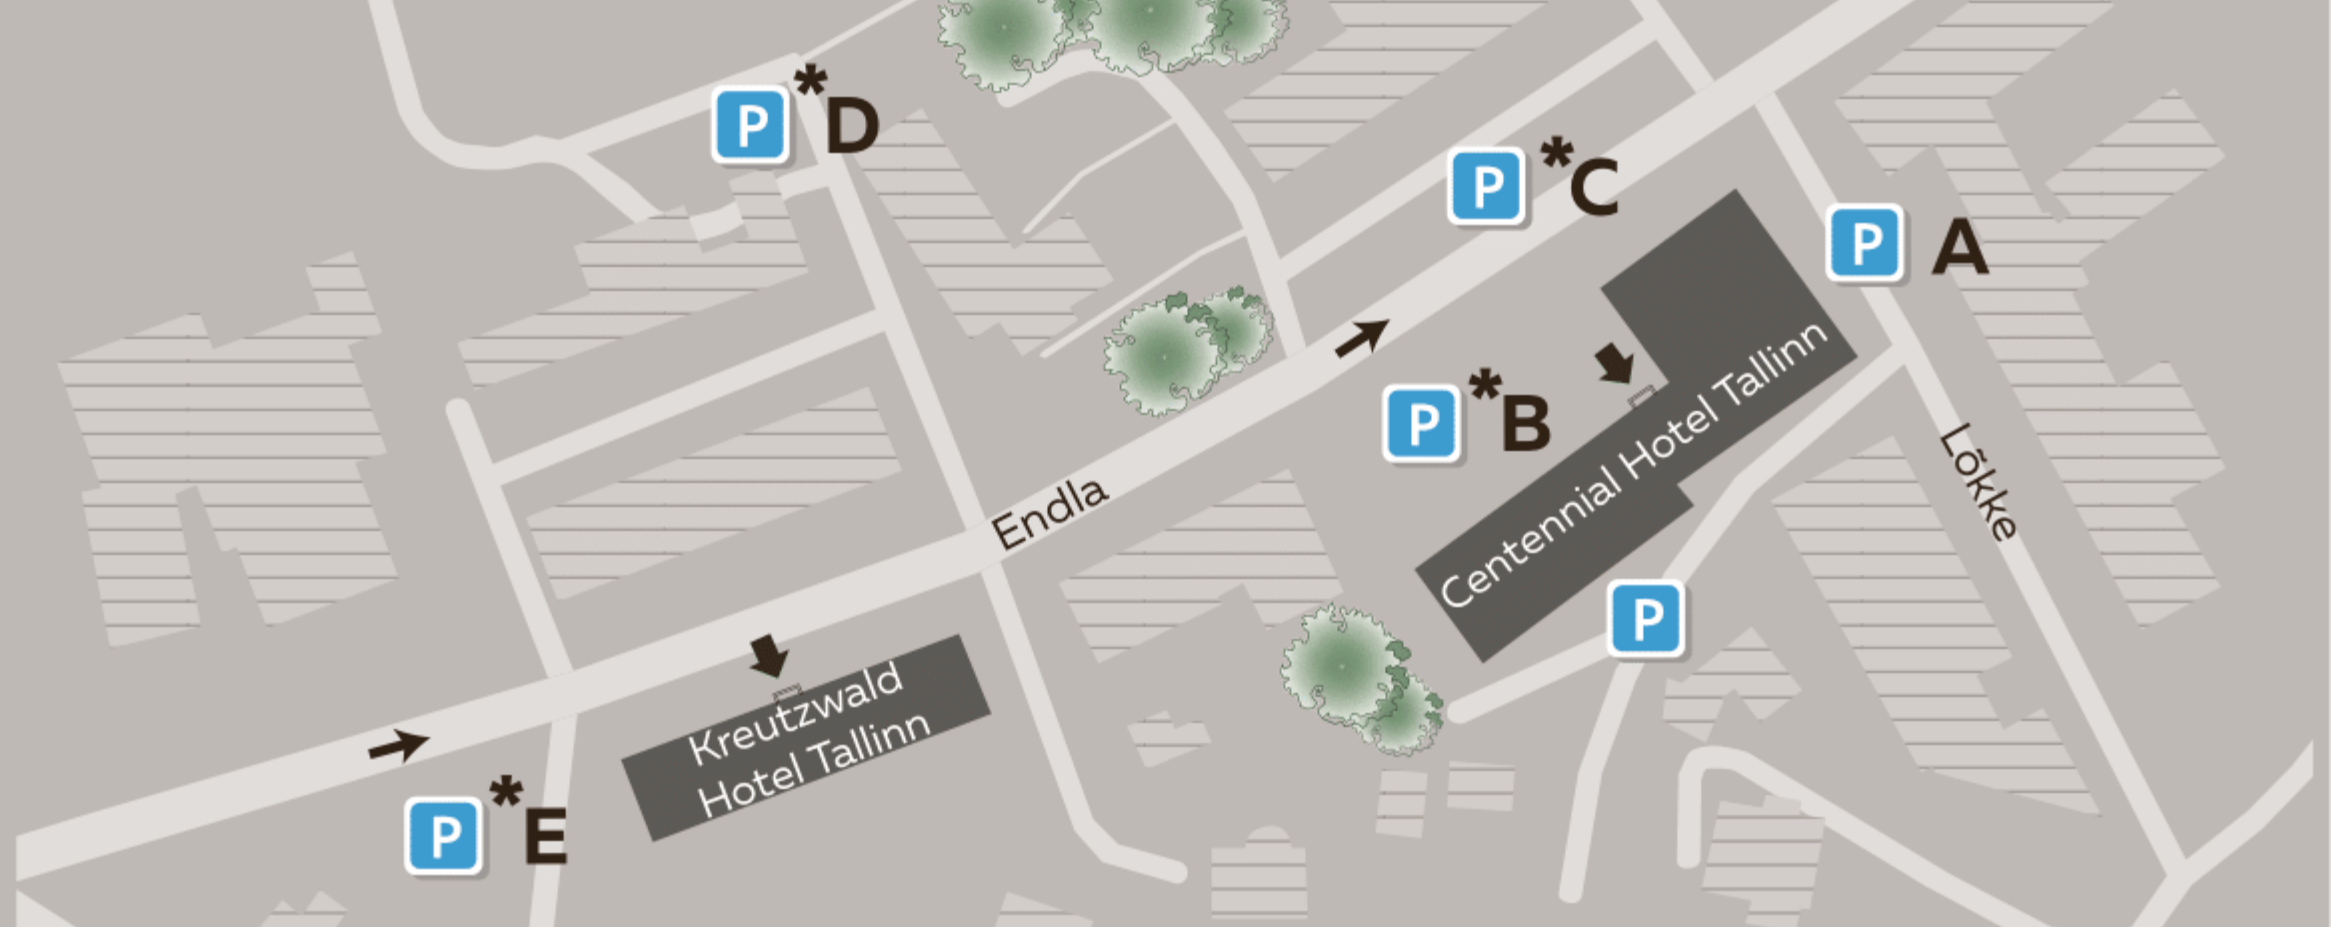 P *D
P *C
P A
P *B
Centennial Hotel Tallinn
Lõkke
Endla
P
Kreutzwald
Hotel Tallinn
P *E